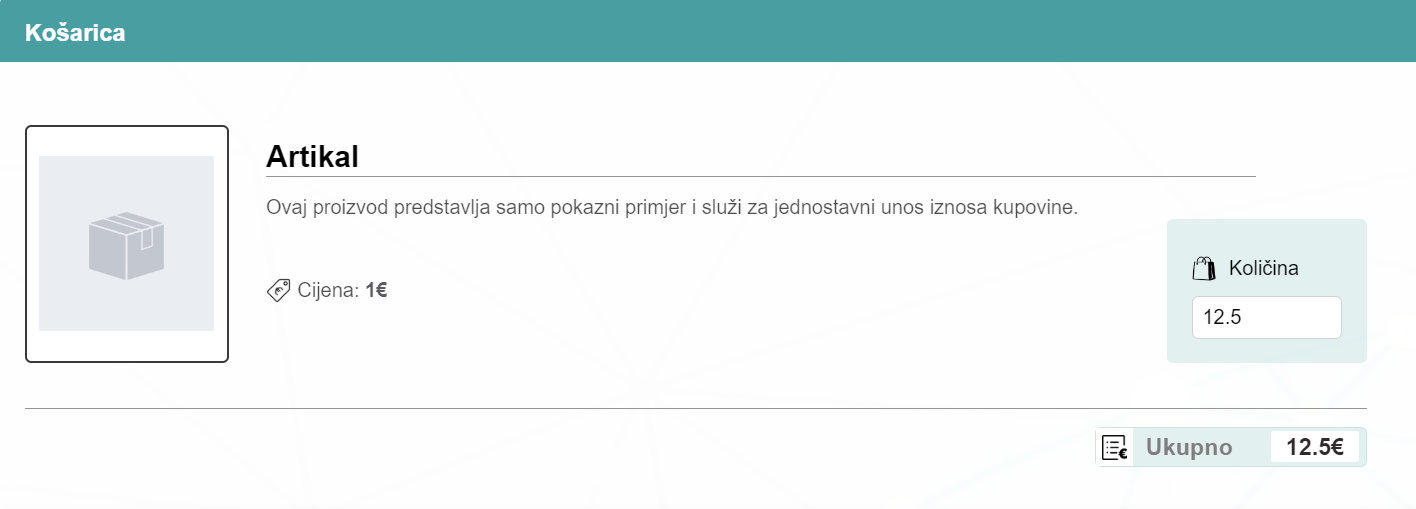 Košarica
Artikal
Ovaj proizvod predstavlja samo pokazni primjer i služi za jednostavni unos iznosa kupovine.
Količina
Cijena: 1€
12.5
Ukupno 12.5€